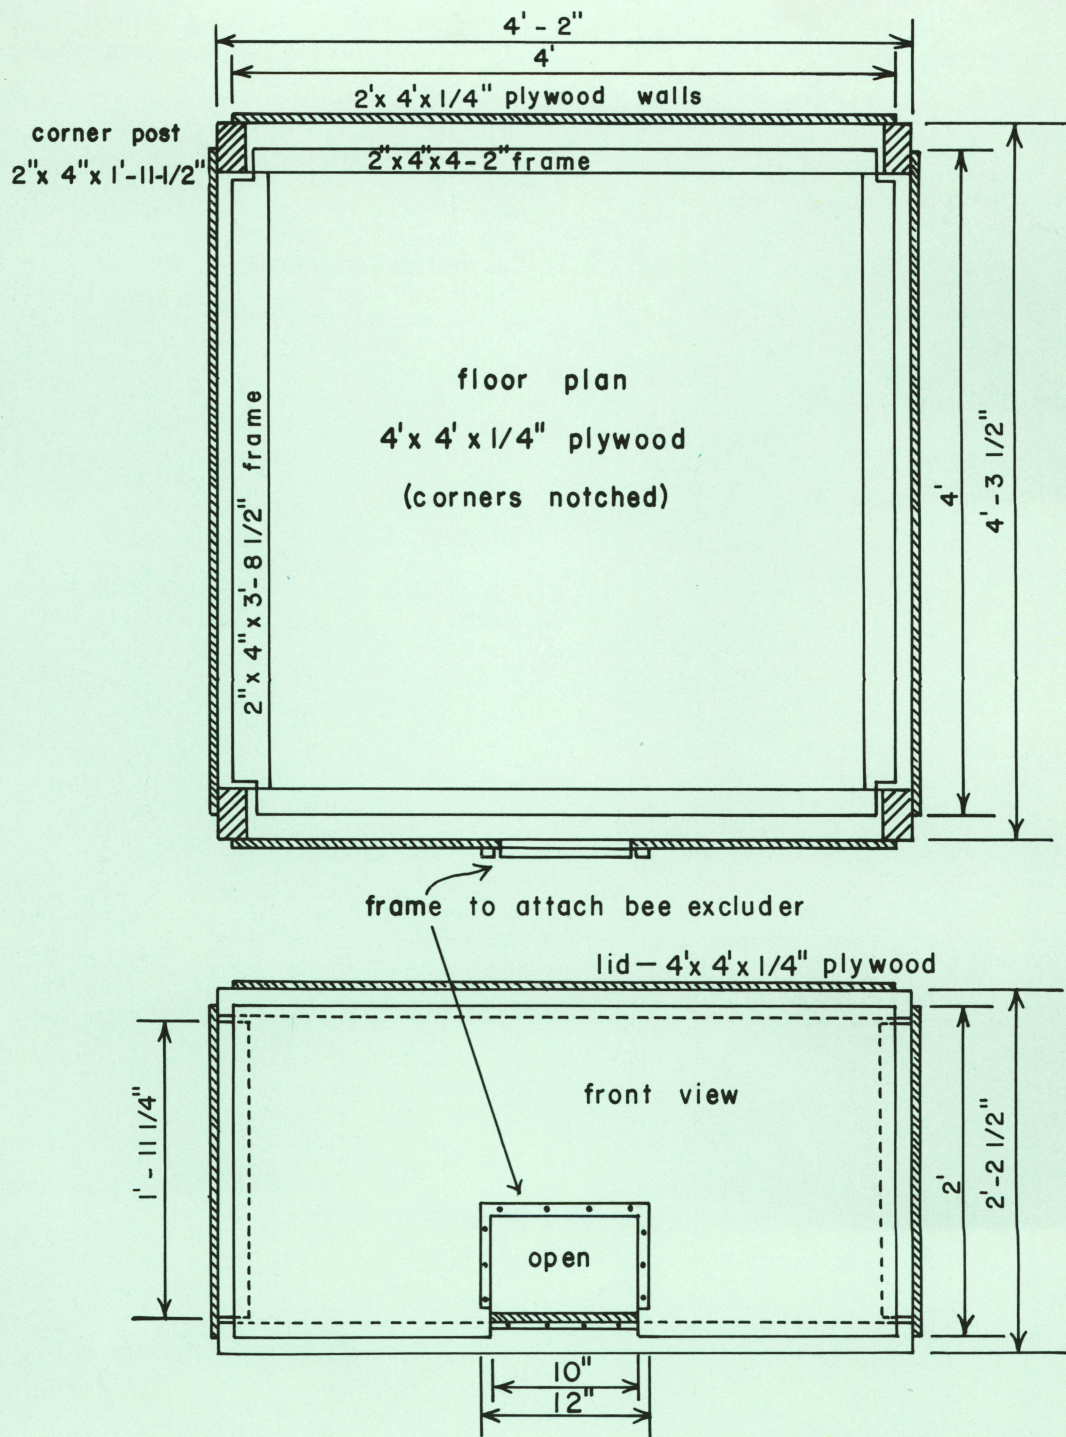 4' - 2"
4'
2'x 4'x 1/4" plywood walls
corner post
2"x 4"x 1'-11-1/2"
2"x4"x4-2" frame
floor plan
4'x 4'x 1/4" plywood
(corners notched)
2"x 4"x 3'-8 1/2" frame
4'
4'-3 1/2"
frame to attach bee excluder
lid — 4'x 4'x 1/4" plywood
front view
1'-11 1/4"
open
2'
2'-2 1/2"
10"
12"